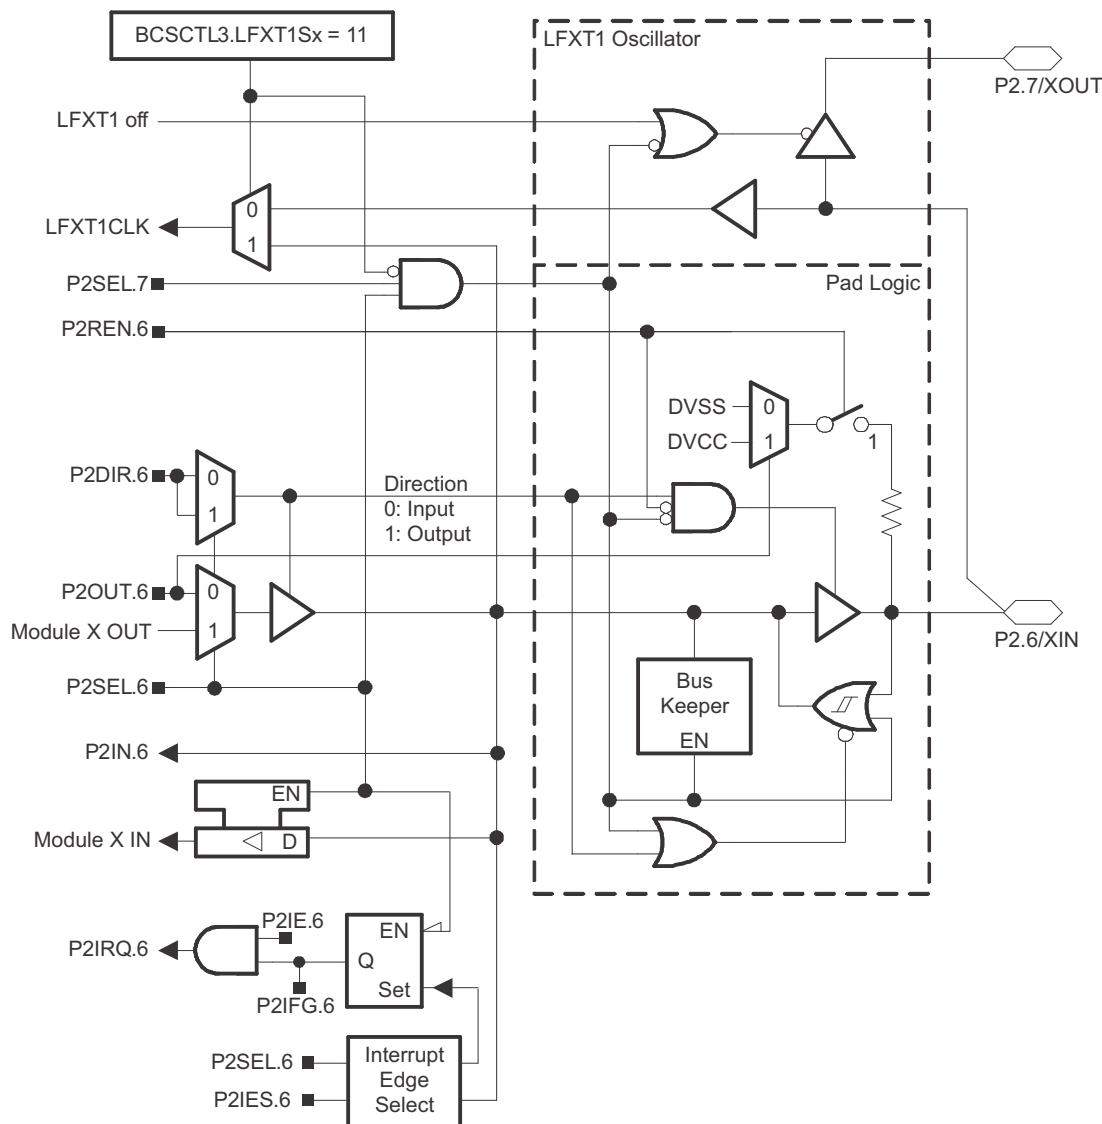 BCSCTL3.LFXT1Sx = 11
LFXT1 Oscillator
P2.7/XOUT
LFXT1 off
0
LFXT1CLK
1
P2SEL.7
Pad Logic
P2REN.6
DVSS
0
DVCC
1
1
P2DIR.6
0
1
Direction
0: Input
1: Output
P2OUT.6
0
Module X OUT
1
P2.6/XIN
P2SEL.6
Bus
Keeper
EN
P2IN.6
EN
Module X IN
D
P2IE.6
EN
P2IRQ.6
Q
Set
P2IFG.6
P2SEL.6
Interrupt
Edge
Select
P2IES.6